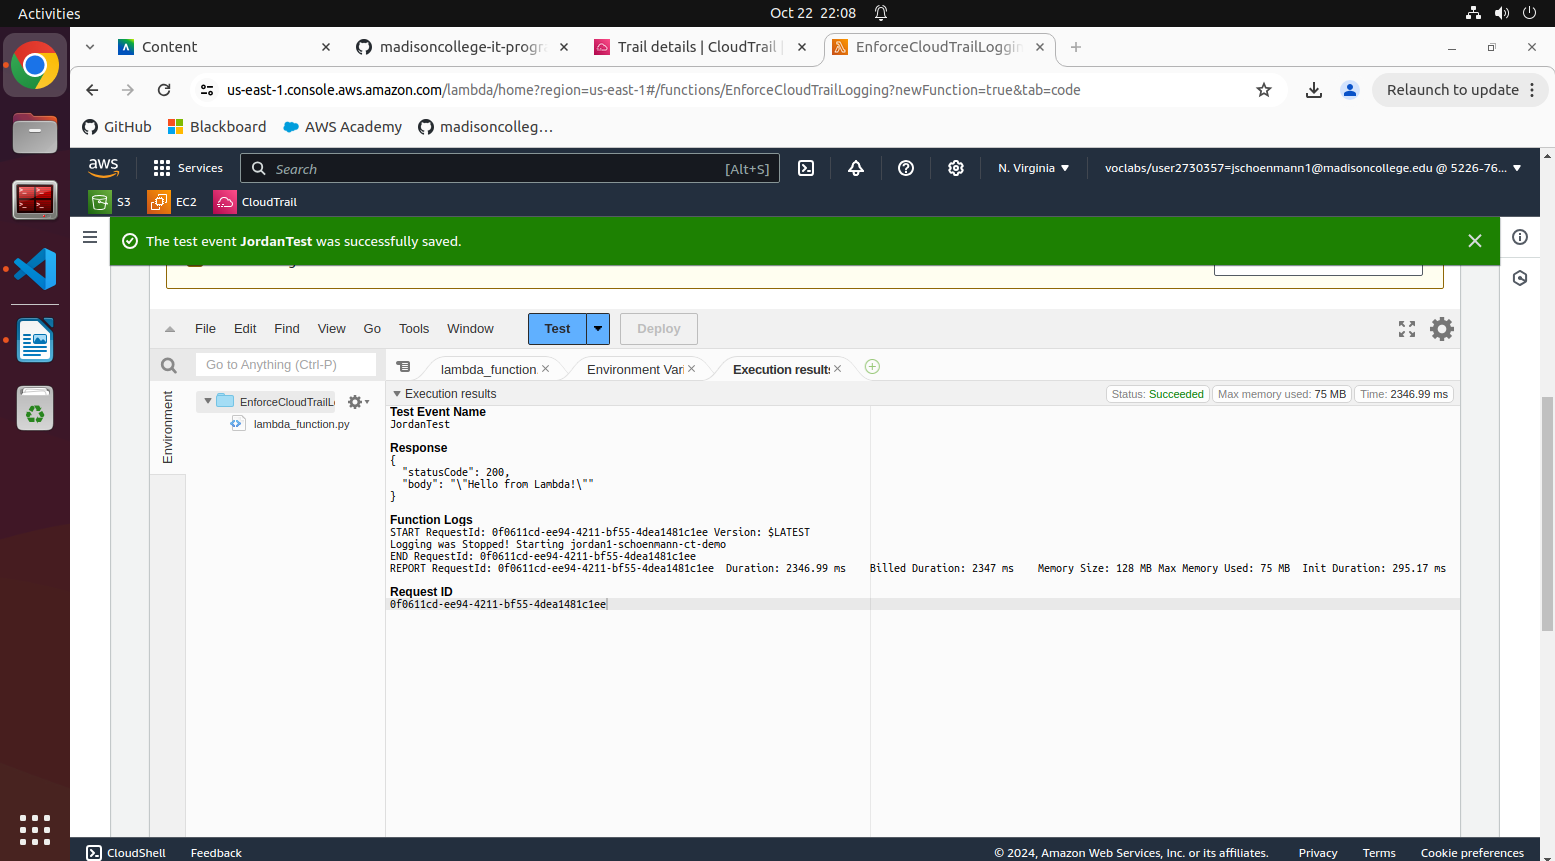 Activities
Oct 22 22:08
Content
madisoncollege-it-progra
Trail details | CloudTrail |
EnforceCloudTrailLoggin
us-east-1.console.aws.amazon.com/lambda/home?region=us-east-1#/functions/EnforceCloudTrailLogging?newFunction=true&tab=code
Relaunch to update
GitHub
Blackboard
AWS Academy
madisoncolleg…
aws
Services
Search
[Alt+S]
N. Virginia
voclabs/user2730357=jschoenmann1@madisoncollege.edu @ 5226-76...
S3
EC2
CloudTrail
The test event JordanTest was successfully saved.
File
Edit
Find
View
Go
Tools
Window
Test
Deploy
Go to Anything (Ctrl-P)
lambda_function
Environment Vari
Execution results
Environment
EnforceCloudTrailL
lambda_function.py
Execution results
Status: Succeeded
Max memory used: 75 MB
Time: 2346.99 ms
Test Event Name
JordanTest
Response
{
"statusCode": 200,
"body": "\"Hello from Lambda!\""
}
Function Logs
START RequestId: 0f0611cd-ee94-4211-bf55-4dea1481c1ee Version: $LATEST
Logging was Stopped! Starting jordan1-schoenmann-ct-demo
END RequestId: 0f0611cd-ee94-4211-bf55-4dea1481c1ee
REPORT RequestId: 0f0611cd-ee94-4211-bf55-4dea1481c1ee Duration: 2346.99 ms Billed Duration: 2347 ms Memory Size: 128 MB Max Memory Used: 75 MB Init Duration: 295.17 ms
Request ID
0f0611cd-ee94-4211-bf55-4dea1481c1ee
CloudShell
Feedback
© 2024, Amazon Web Services, Inc. or its affiliates.
Privacy
Terms
Cookie preferences